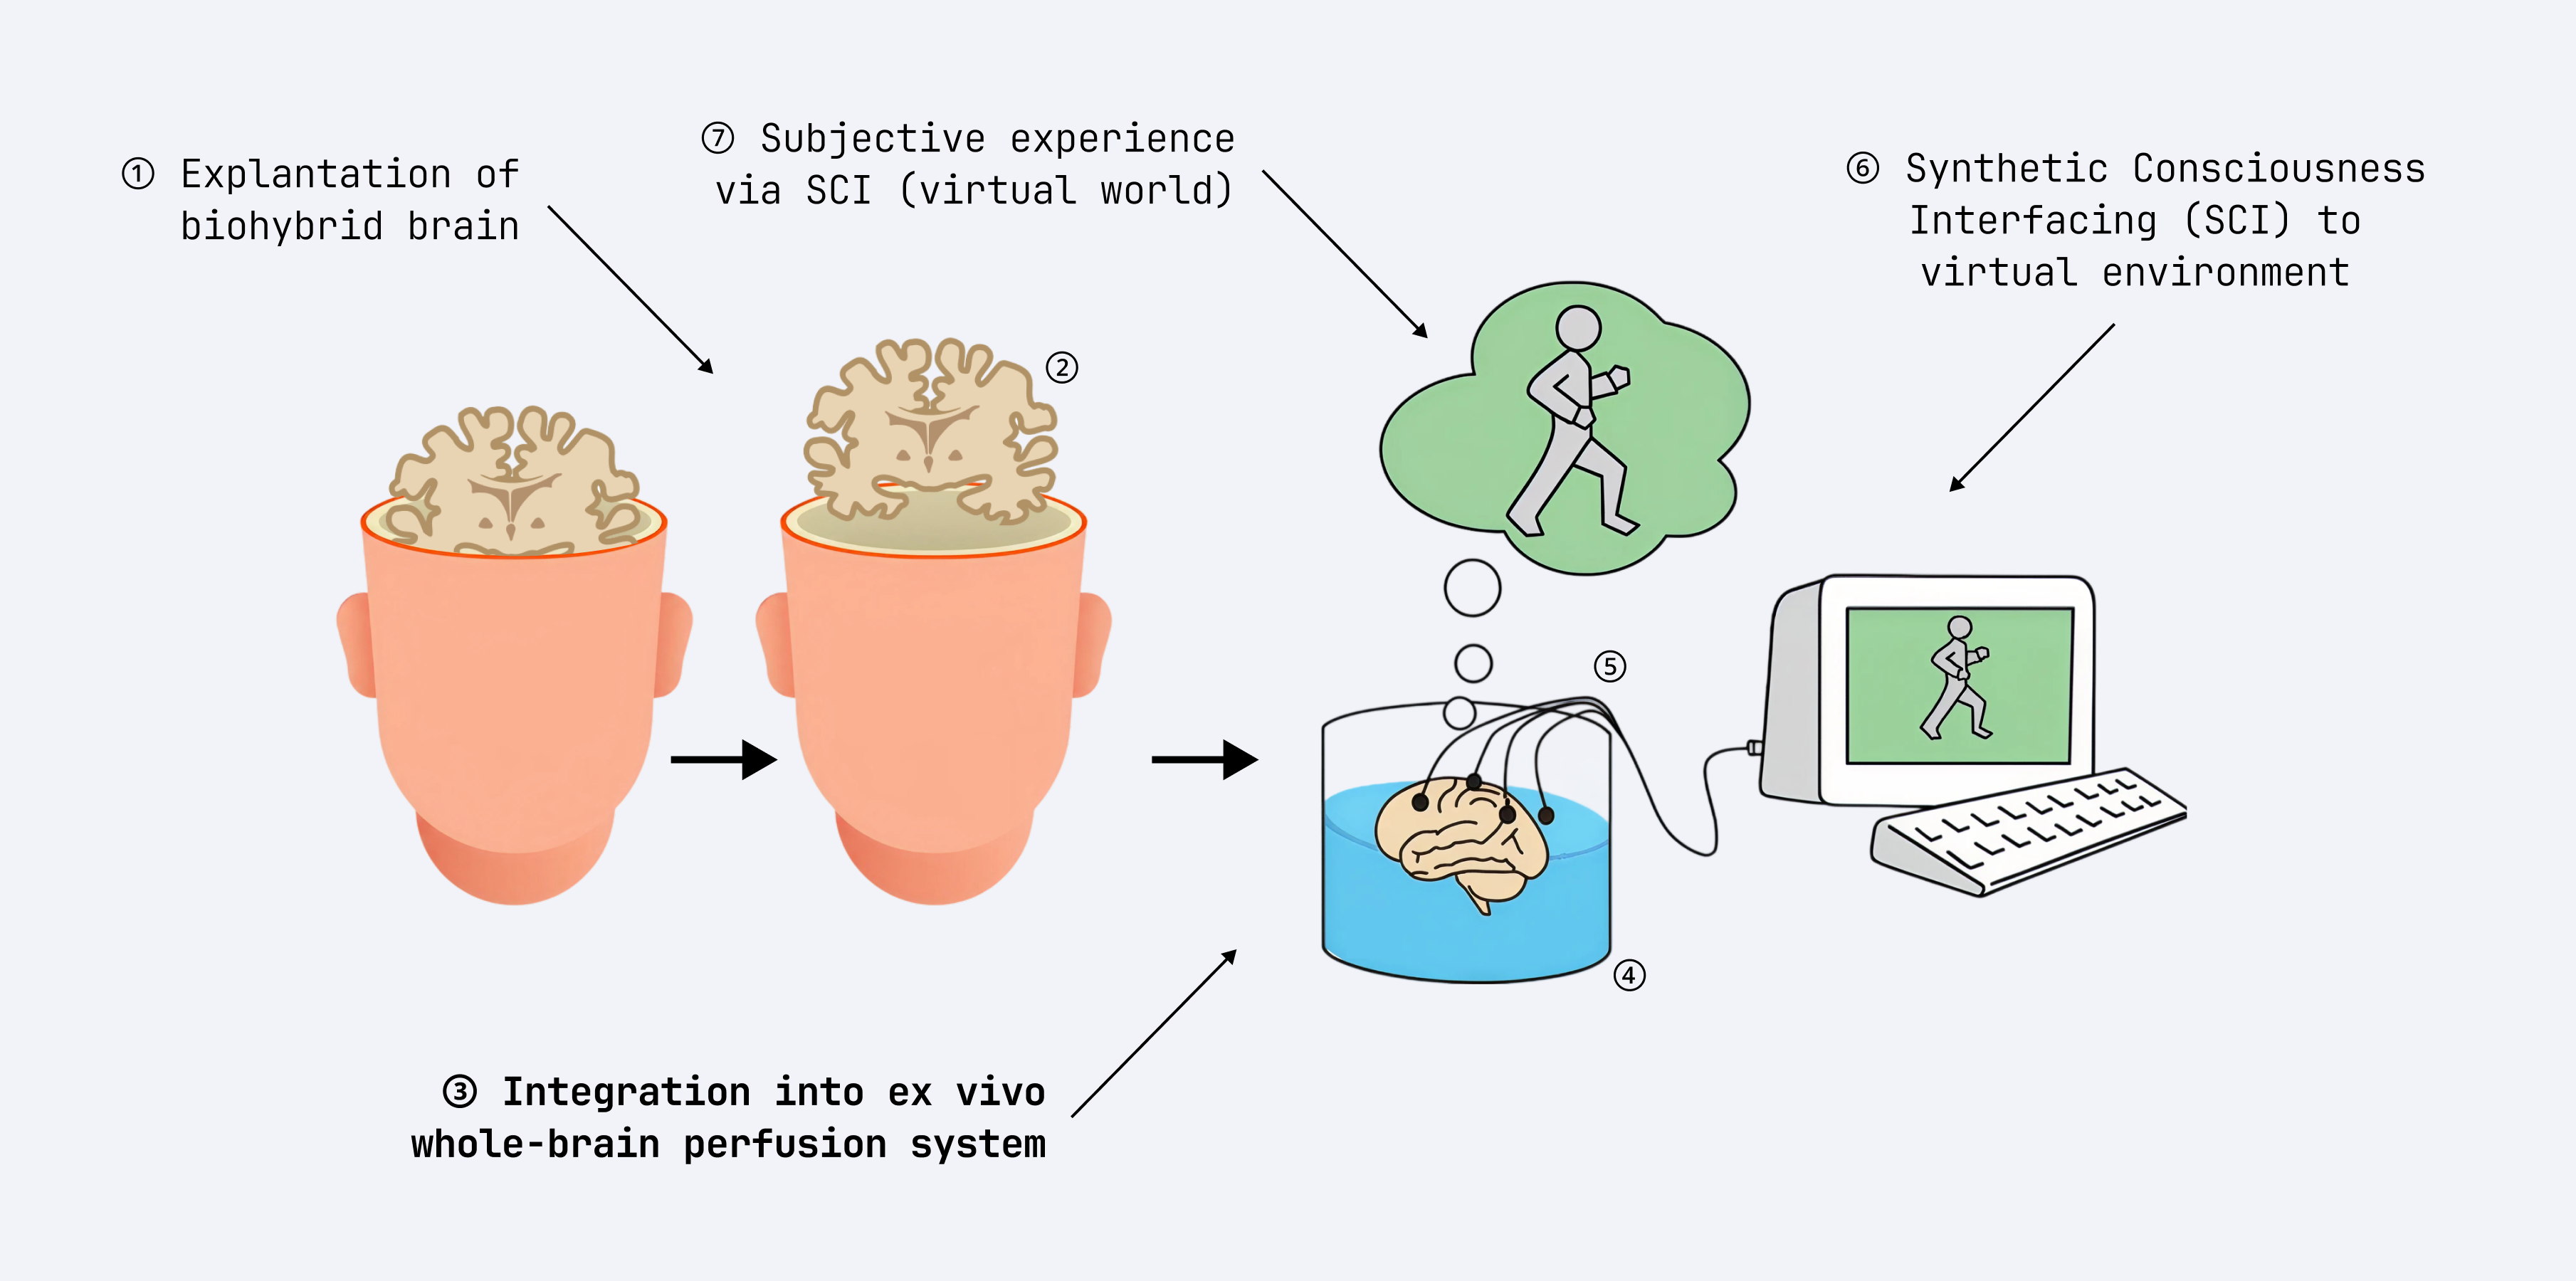 ① Explantation of
biohybrid brain
②
③ Integration into ex vivo
whole-brain perfusion system
④
⑤
⑥ Synthetic Consciousness
Interfacing (SCI) to
virtual environment
⑦ Subjective experience
via SCI (virtual world)